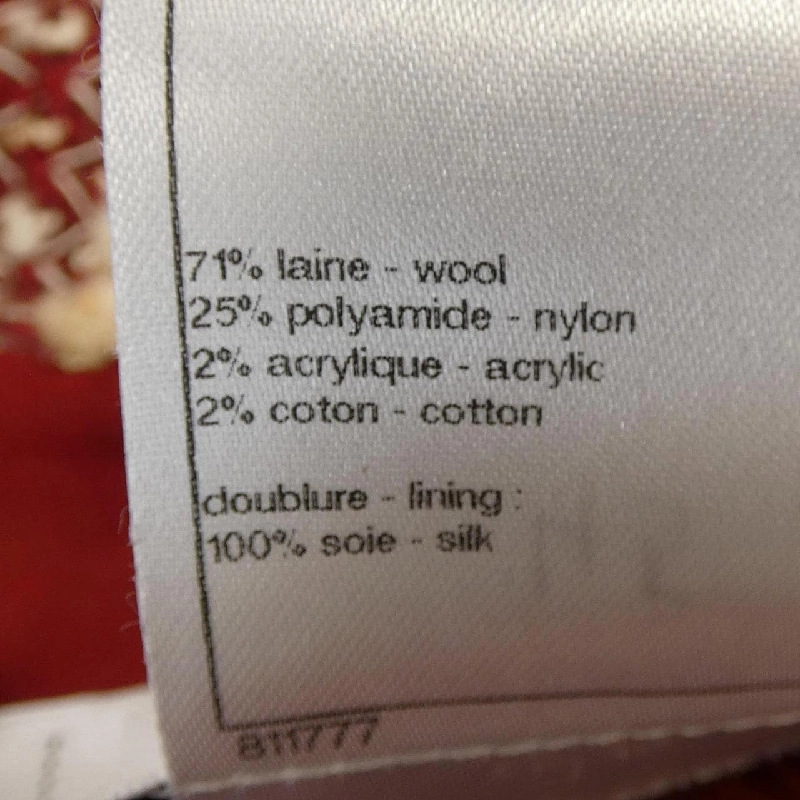 71% laine - wool
25% polyamide - nylon
2% acrylique - acrylic
2% coton - cotton
doublure - lining :
100% soie - silk
811777